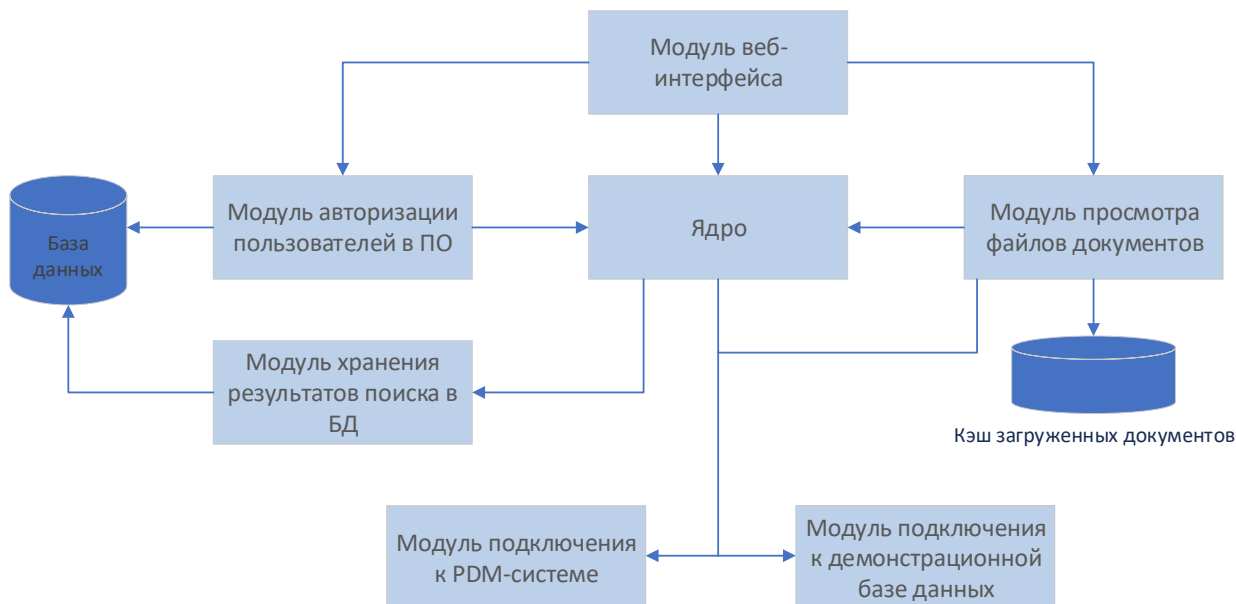 Модуль веб-
интерфейса
Модуль авторизации
пользователей в ПО
Ядро
Модуль просмотра
файлов документов
База
данных
Модуль хранения
результатов поиска в
БД
Кэш загруженных документов
Модуль подключения
к PDM-системе
Модуль подключения
к демонстрационной
базе данных